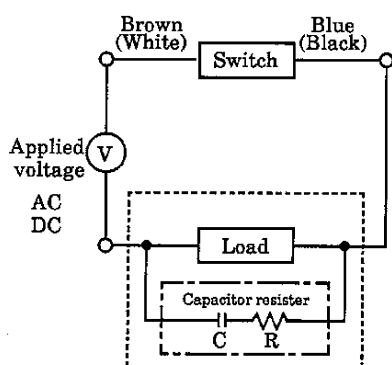 Brown
(White)
Blue
(Black)
Switch
Applied
voltage
V
AC
DC
Load
Capacitor resister
C
R